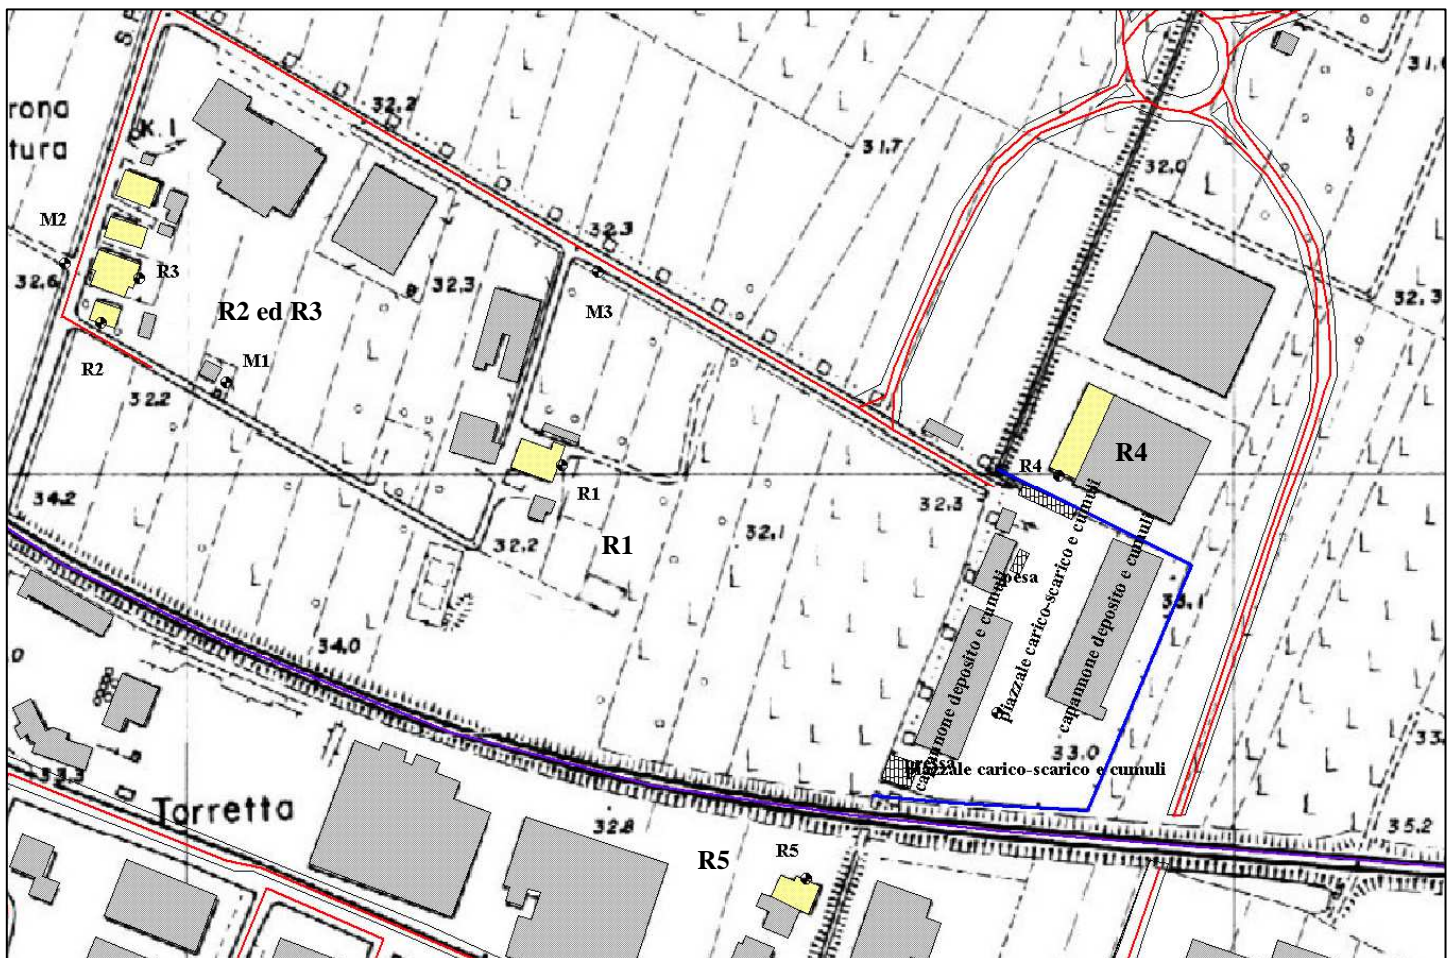 S.P.
rona
tura
K. I
32.2
31.7
32.0
M2
R3
32.3
32.6
R2 ed R3
32.3
M3
32.3
R2
M1
32.2
R1
R4
R4
34.2
32.3
32.1
32.2
R1
pesa
33.1
capannone deposito e cumuli
piazzale carico-scarico e cumuli
capannone deposito e cumuli
34.0
33.0
piazzale carico-scarico e cumuli
33.3
Torretta
32.8
35.2
R5
R5